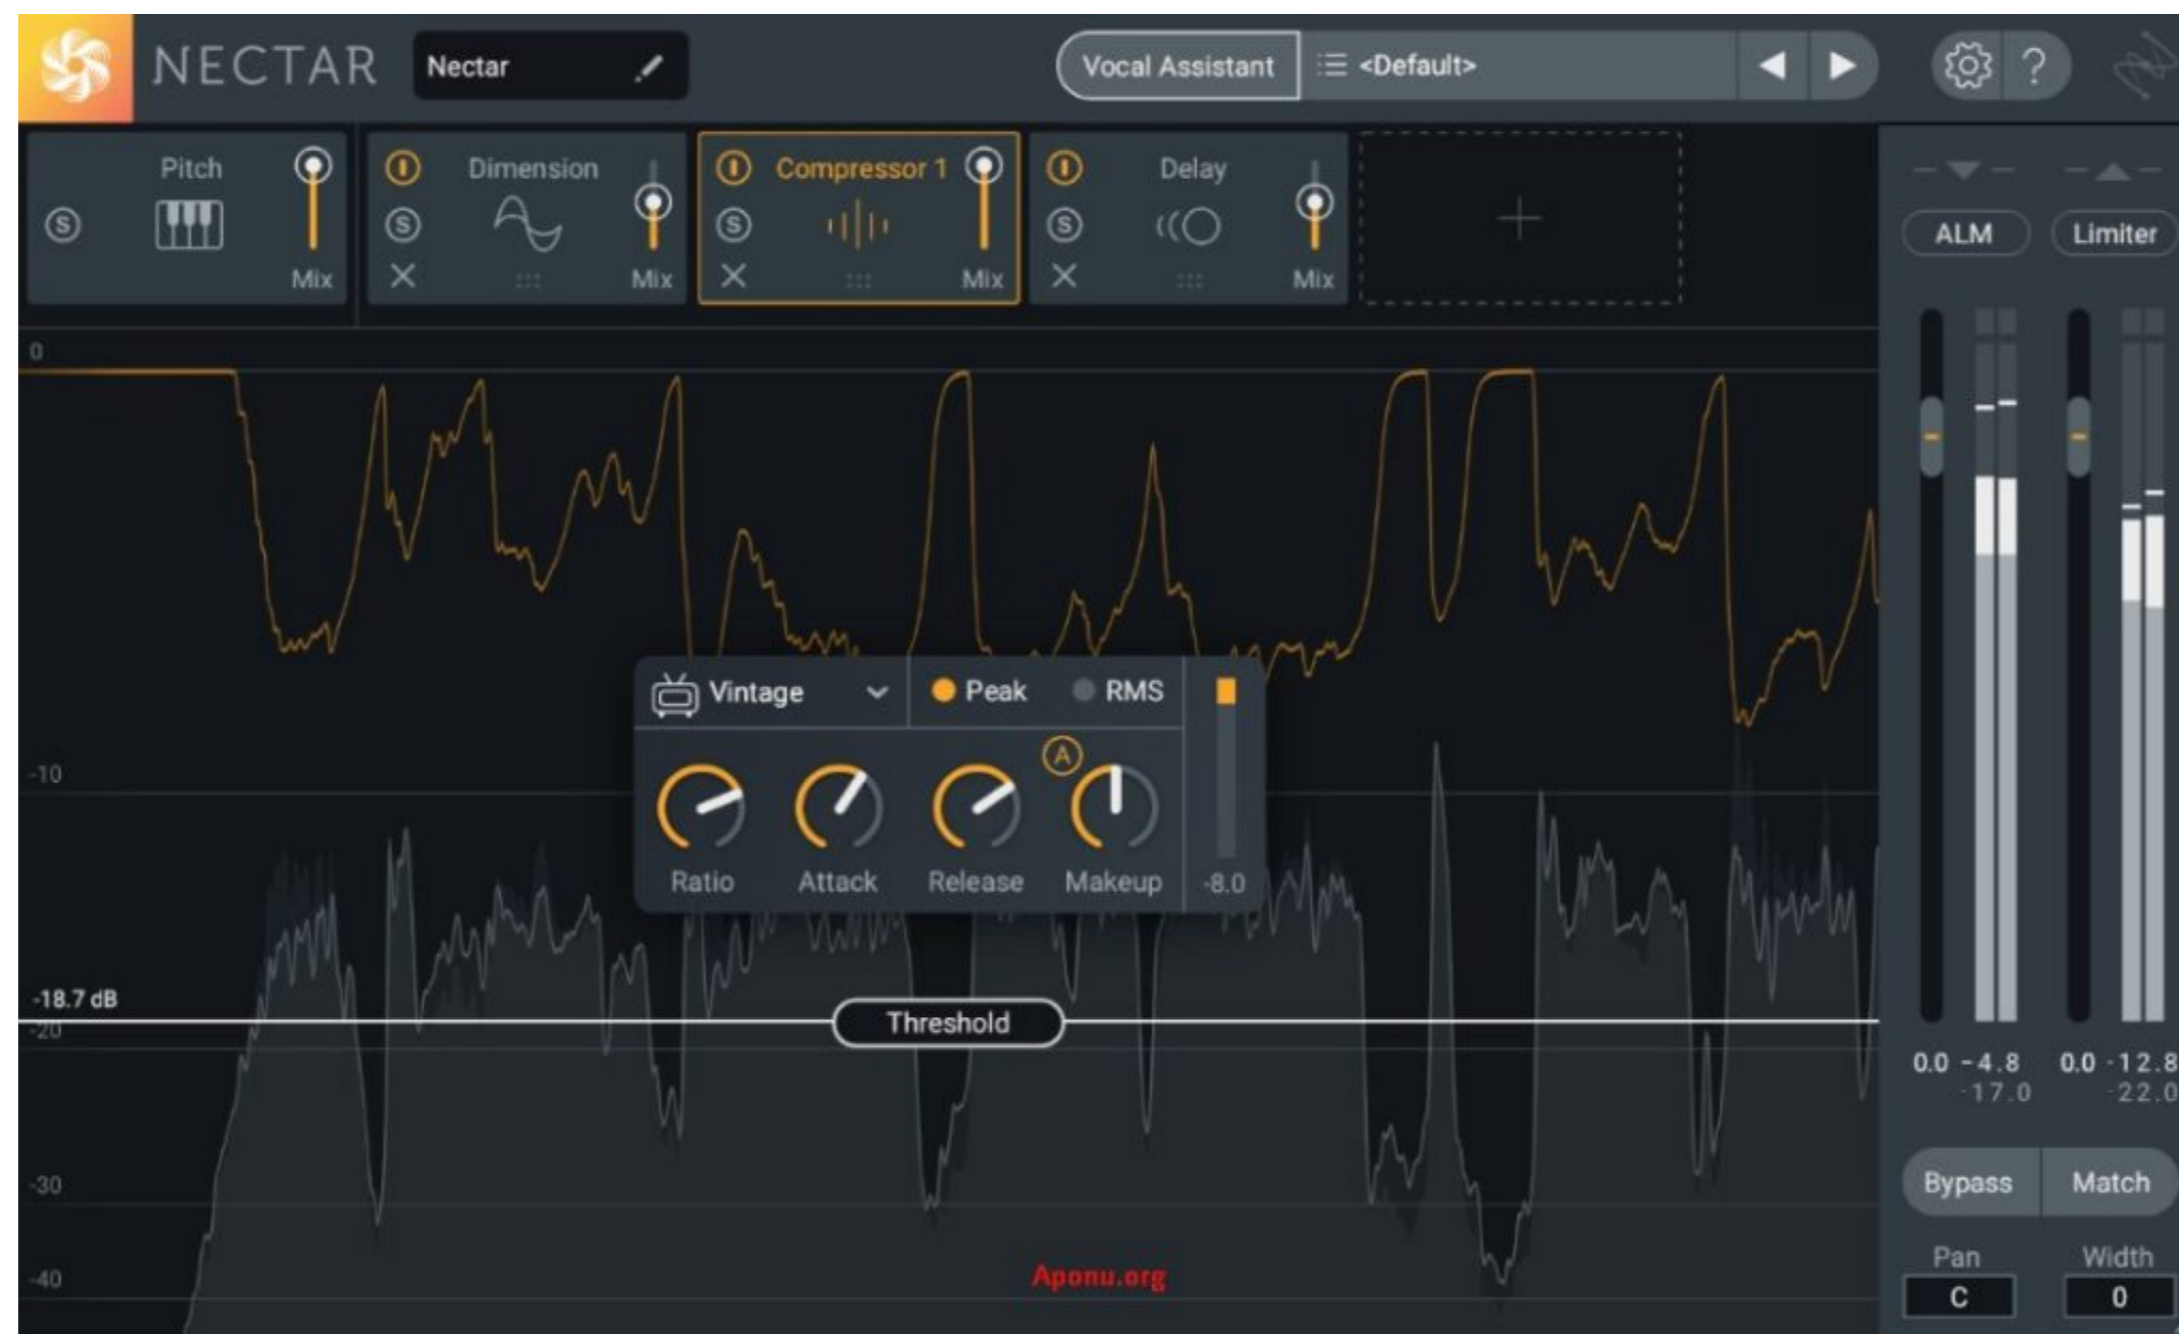 NECTAR
Nectar
Vocal Assistant
<Default>
?
Pitch
S
Mix
Dimension
S
Mix
Compressor 1
S
Mix
Delay
S
Mix
ALM
Limiter
0
-10
-18.7 dB
-20
-30
-40
Vintage
Peak
RMS
A
Ratio
Attack
Release
Makeup
-8.0
Threshold
0.0 -4.8
-17.0
0.0 -12.8
-22.0
Bypass
Match
Pan
C
Width
0
Aponu.org